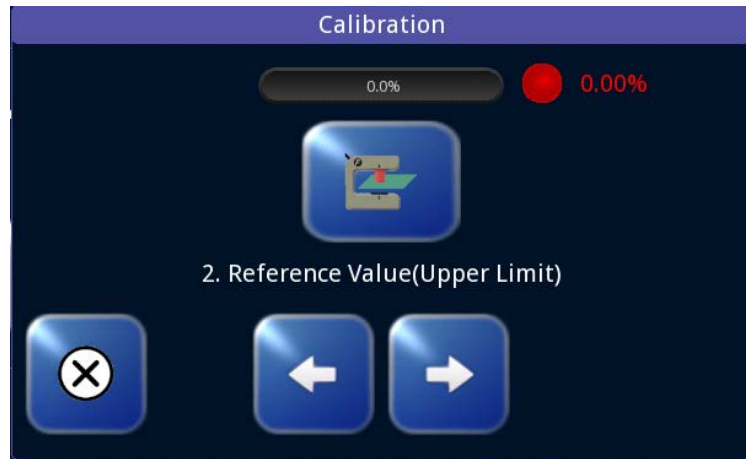 Calibration
0.0%
0.00%
2. Reference Value(Upper Limit)